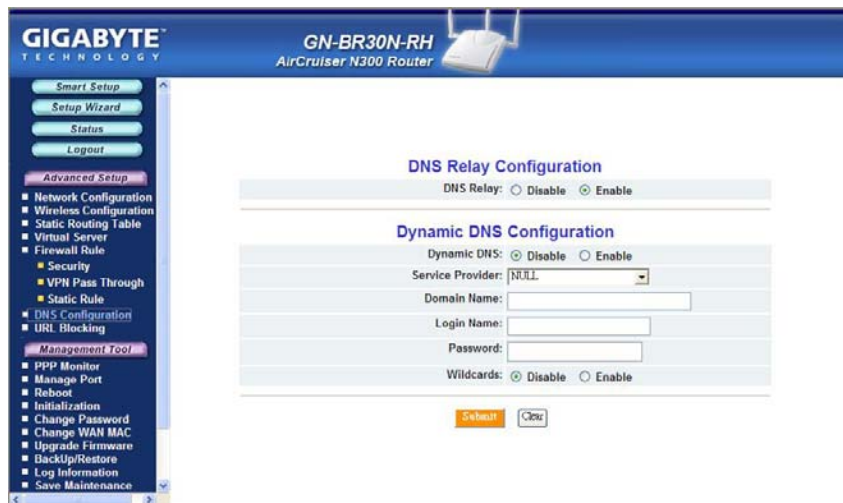 GIGABYTE™
TECHNOLOGY
GN-BR30N-RH
AirCruiser N300 Router
Smart Setup
Setup Wizard
Status
Logout
Advanced Setup
Network Configuration
Wireless Configuration
Static Routing Table
Virtual Server
Firewall Rule
Security
VPN Pass Through
Static Rule
DNS Configuration
URL Blocking
Management Tool
PPP Monitor
Manage Port
Reboot
Initialization
Change Password
Change WAN MAC
Upgrade Firmware
BackUp/Restore
Log Information
Save Maintenance
DNS Relay Configuration
DNS Relay: Disable Enable
Dynamic DNS Configuration
Dynamic DNS: Disable Enable
Service Provider: NULL
Domain Name:
Login Name:
Password:
Wildcards: Disable Enable
Submit Clear